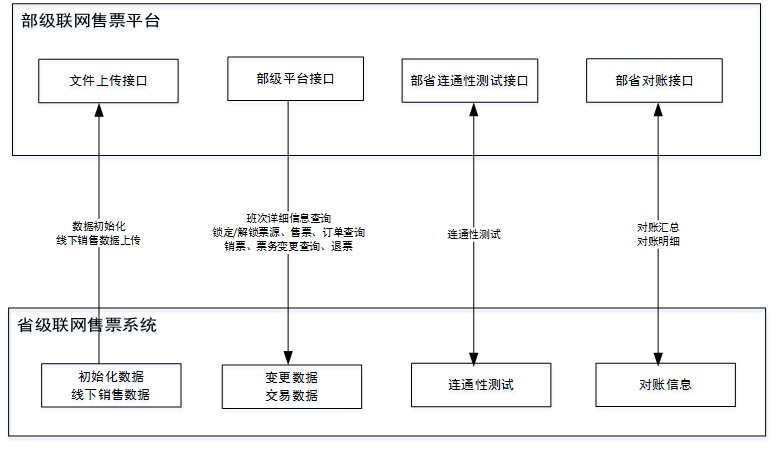 部级联网售票平台
文件上传接口
部级平台接口
部省连通性测试接口
部省对账接口
数据初始化
线下销售数据上传
班次详细信息查询
锁定/解锁票源、售票、订单查询
销票、票务变更查询、退票
连通性测试
对账汇总
对账明细
省级联网售票系统
初始化数据
线下销售数据
变更数据
交易数据
连通性测试
对账信息